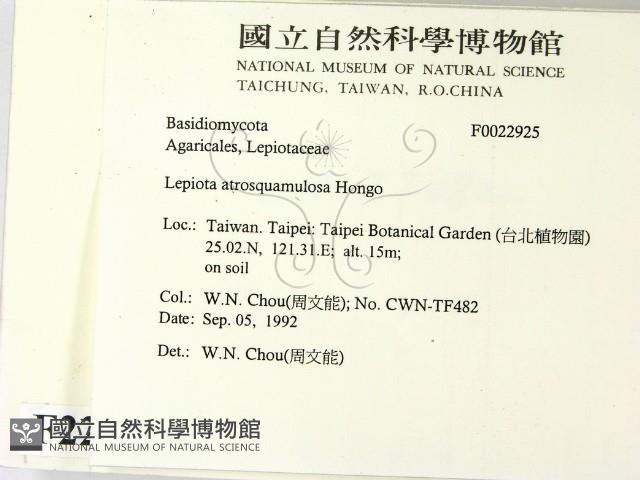 國立自然科學博物館
NATIONAL MUSEUM OF NATURAL SCIENCE
TAICHUNG, TAIWAN, R.O.CHINA
Basidiomycota F0022925
Agaricales, Lepiotaceae
Lepiota atrosquamulosa Hongo
Loc.: Taiwan. Taipei: Taipei Botanical Garden (台北植物園)
25.02.N, 121.31.E; alt. 15m;
on soil
Col.: W.N. Chou(周文能); No. CWN-TF482
Date: Sep. 05, 1992
Det.: W.N. Chou(周文能)
國立自然科學博物館
NATIONAL MUSEUM OF NATURAL SCIENCE